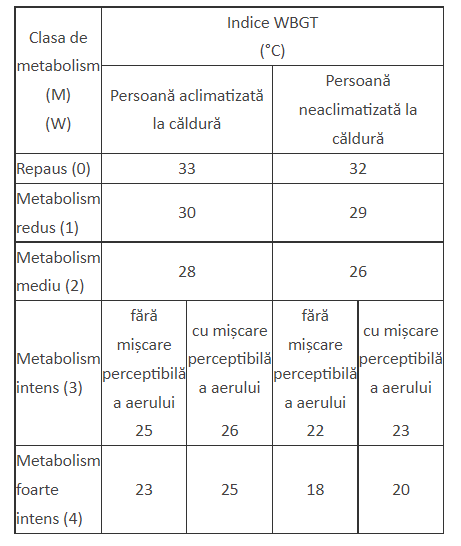 Clasa de
metabolism
(M)
(W)
Indice WBGT
(°C)
Persoană aclimatizată
la căldură
Persoană
neaclimatizată la
căldură
Repaus (0)
33
32
Metabolism
redus (1)
30
29
Metabolism
mediu (2)
28
26
Metabolism
intens (3)
fără
mișcare
perceptibilă
a aerului
25
cu mișcare
perceptibilă
a aerului
26
fără
mișcare
perceptibilă
a aerului
22
cu mișcare
perceptibilă
a aerului
23
Metabolism
foarte
intens (4)
23
25
18
20